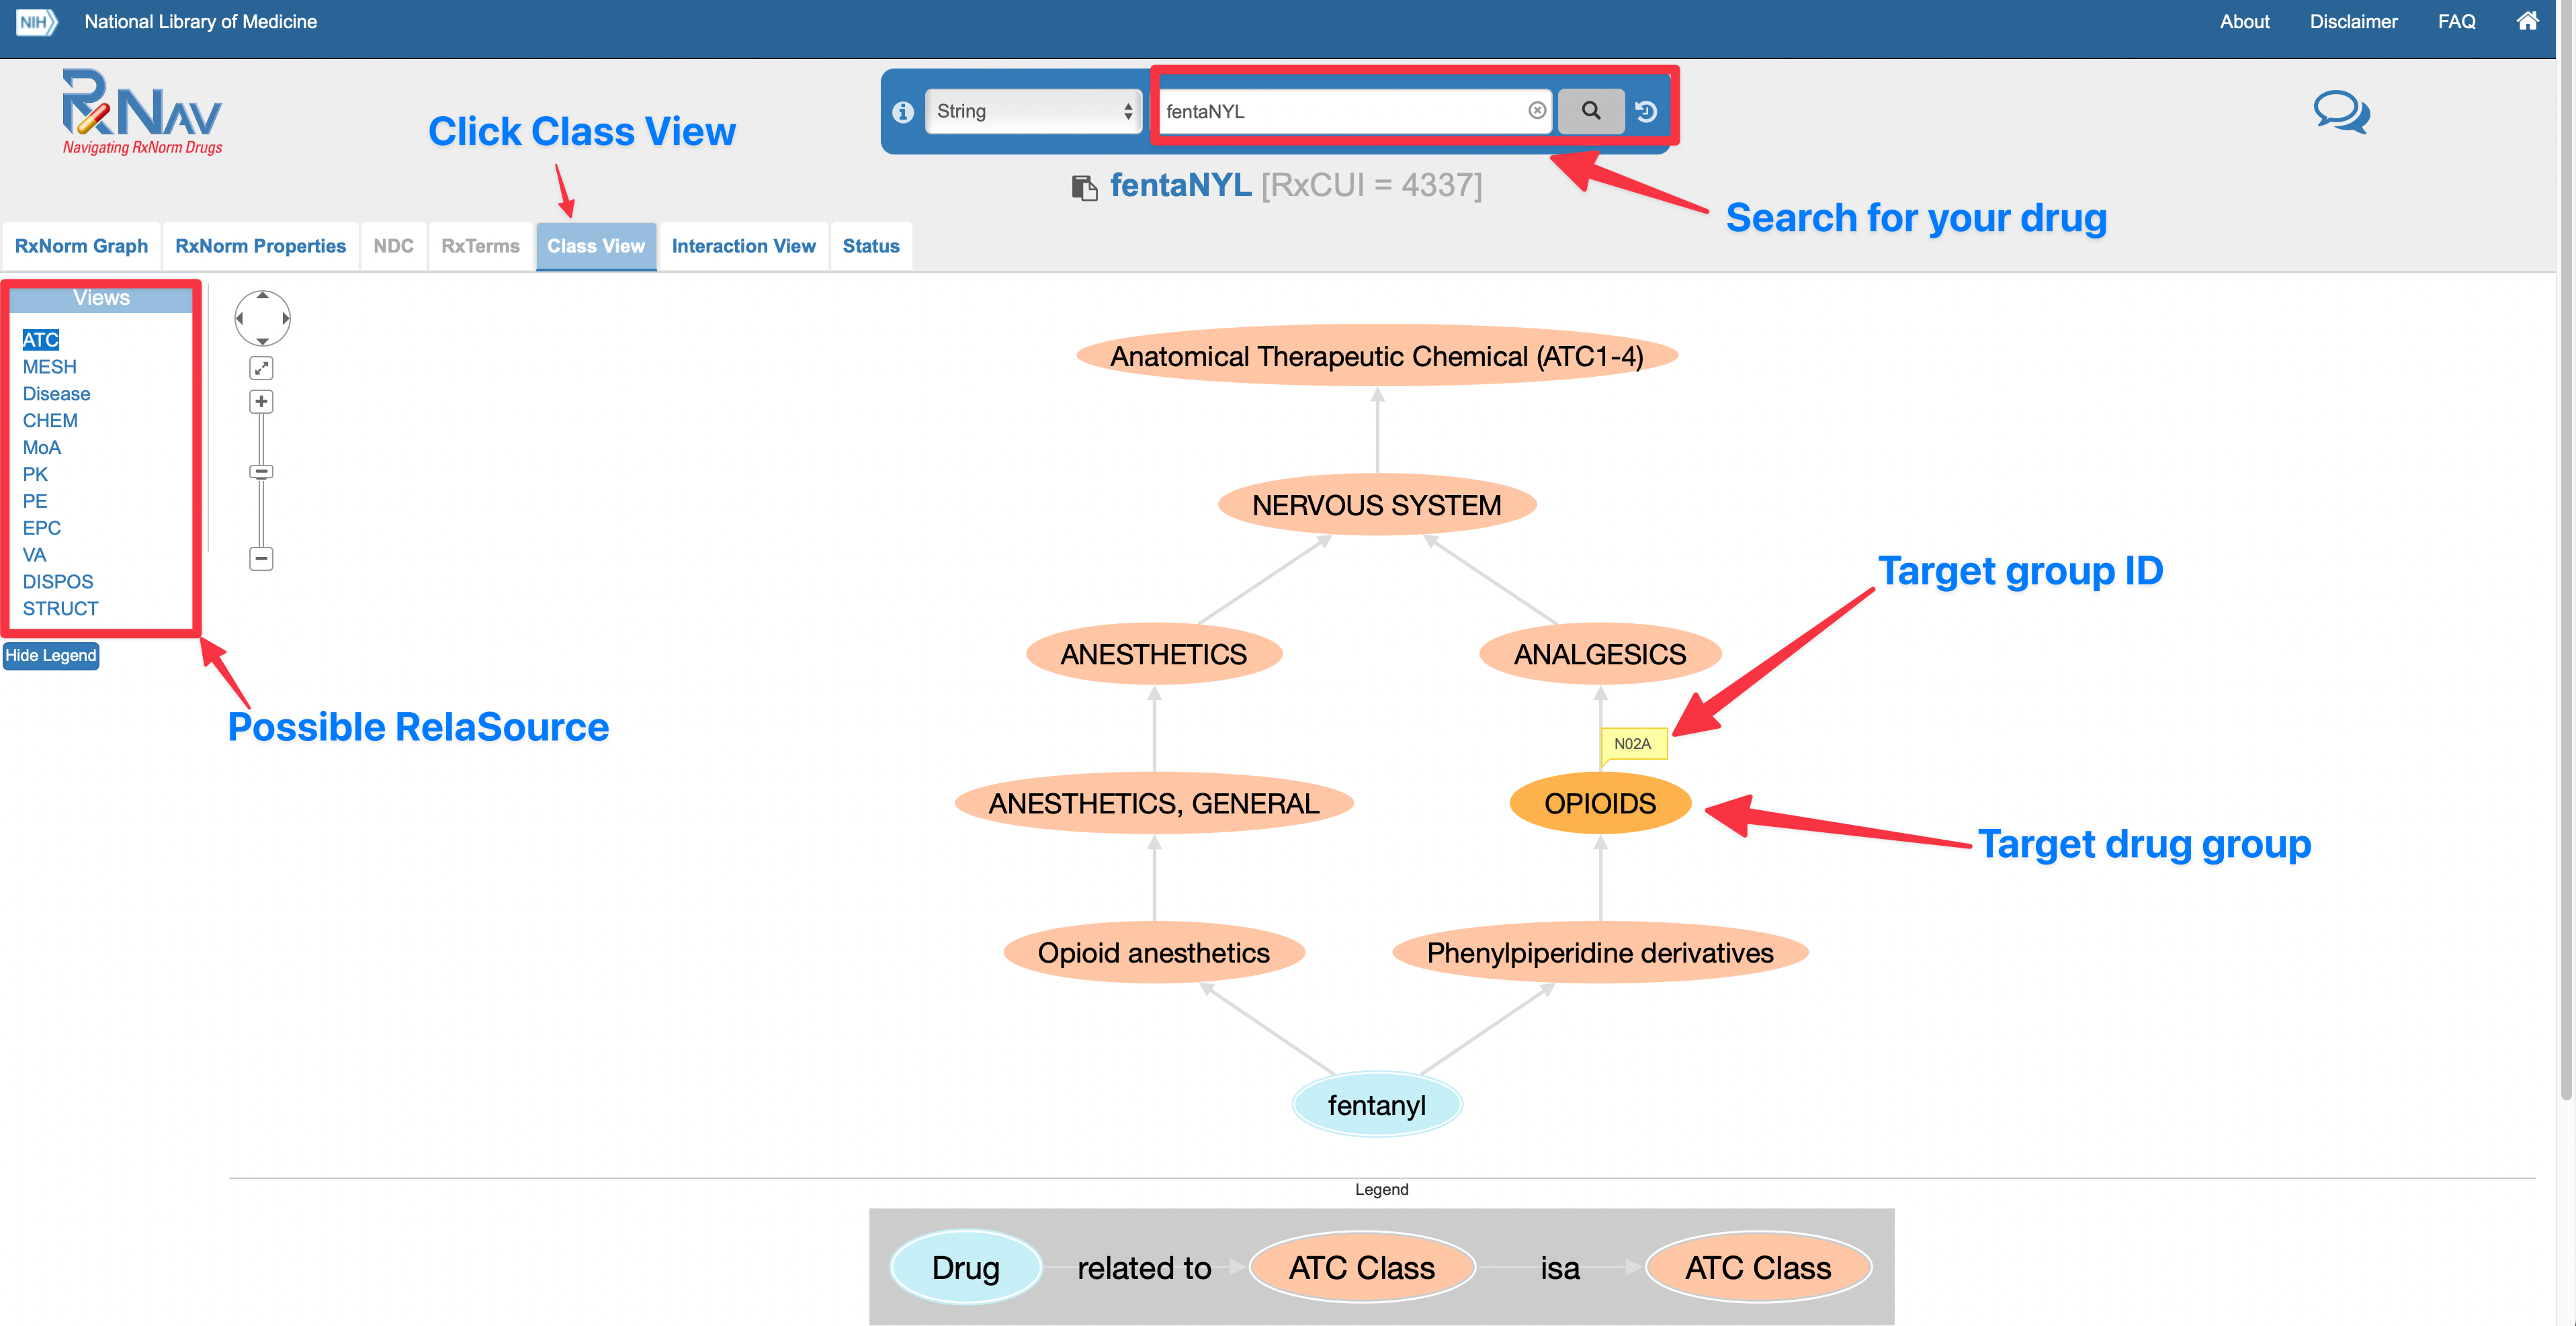 NIH National Library of Medicine About Disclaimer FAQ
RxNav
Navigating RxNorm Drugs
Click Class View
String fentaNYL
fentaNYL [RxCUI = 4337]
Search for your drug
RxNorm Graph RxNorm Properties NDC RxTerms Class View Interaction View Status
Views
ATC
MESH
Disease
CHEM
MoA
PK
PE
EPC
VA
DISPOS
STRUCT
Hide Legend
Possible RelaSource
Anatomical Therapeutic Chemical (ATC1-4)
NERVOUS SYSTEM
Target group ID
ANESTHETICS ANALGESICS
N02A
ANESTHETICS, GENERAL OPIOIDS
Target drug group
Opioid anesthetics Phenylpiperidine derivatives
fentanyl
Legend
Drug related to ATC Class isa ATC Class